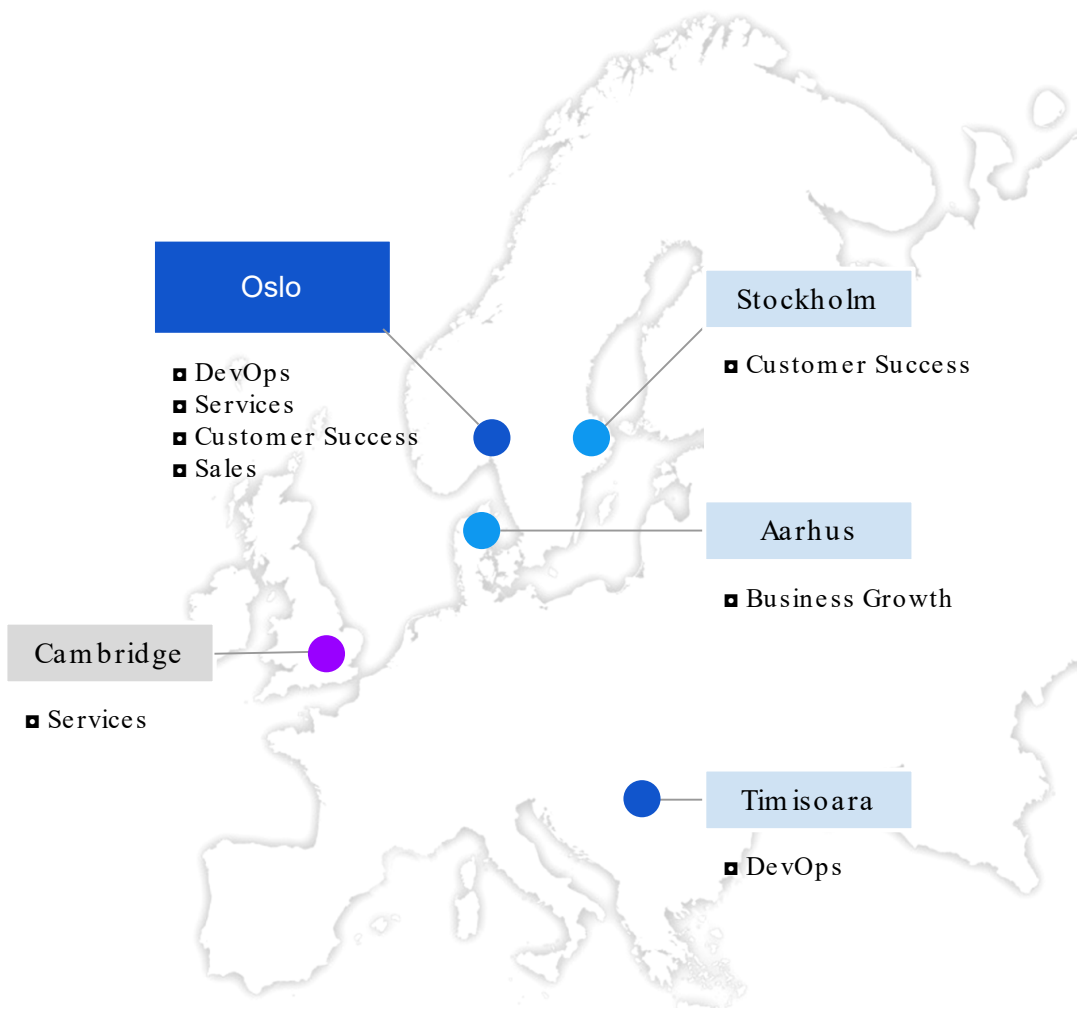 Oslo
◘ DevOps
◘ Services
◘ Customer Success
◘ Sales
Stockholm
◘ Customer Success
Aarhus
◘ Business Growth
Cambridge
◘ Services
Timisoara
◘ DevOps